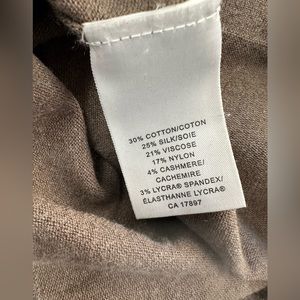 30% COTTON/COTON
25% SILK/SOIE
21% VISCOSE
17% NYLON
4% CASHMERE/
CACHEMIRE
3% LYCRA® SPANDEX/
ÉLASTHANNE LYCRA®
CA 17897